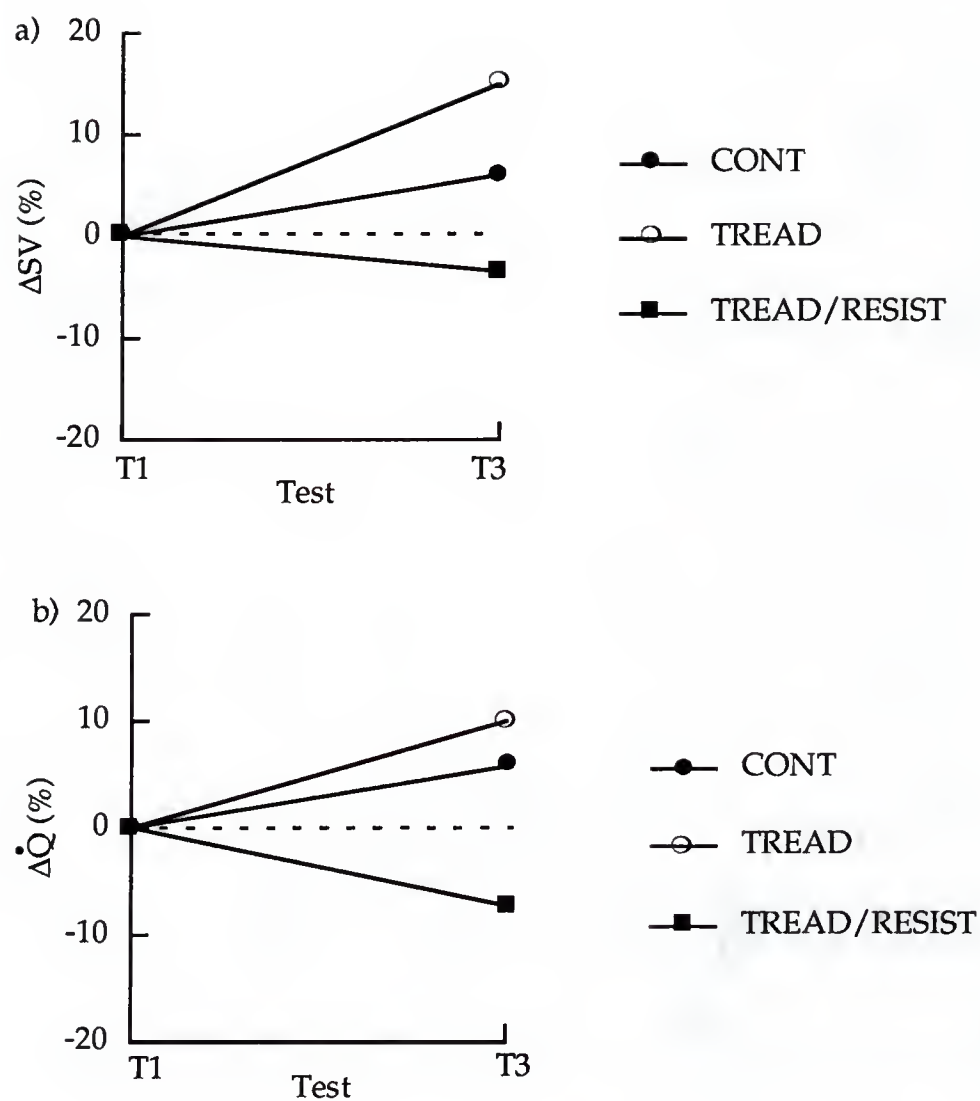 a) 20
10
0
-10
-20
ΔSV (%)
T1
T3
Test
CONT
TREAD
TREAD/RESIST
b) 20
10
0
-10
-20
ΔQ̇ (%)
T1
T3
Test
CONT
TREAD
TREAD/RESIST